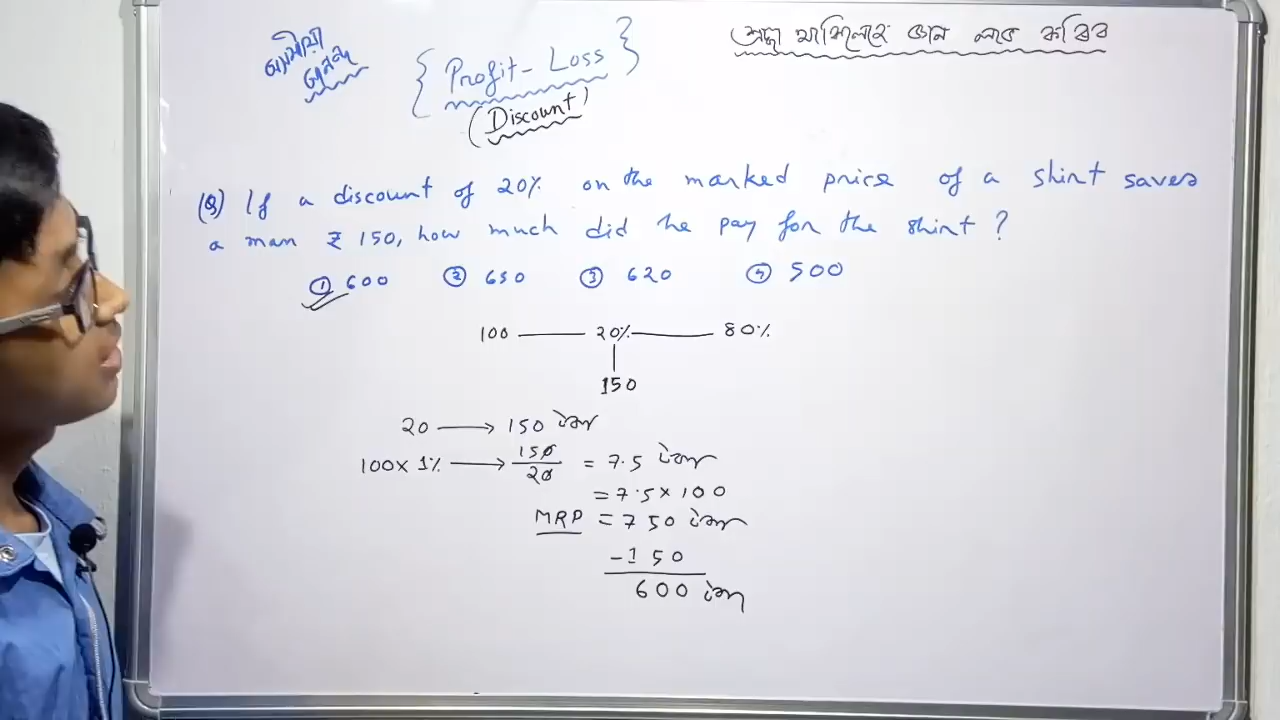 { Profit - Loss }
(Discount)
(Q) If a discount of 20% on the marked price of a shirt saves
a man ₹ 150, how much did he pay for the shirt ?
① 600 ② 650 ③ 620 ④ 500
100 — 20% — 80%
150
20 → 150
100 × 1% → 150/20 = 7.5
= 7.5 × 100
MRP = 750
- 150
600